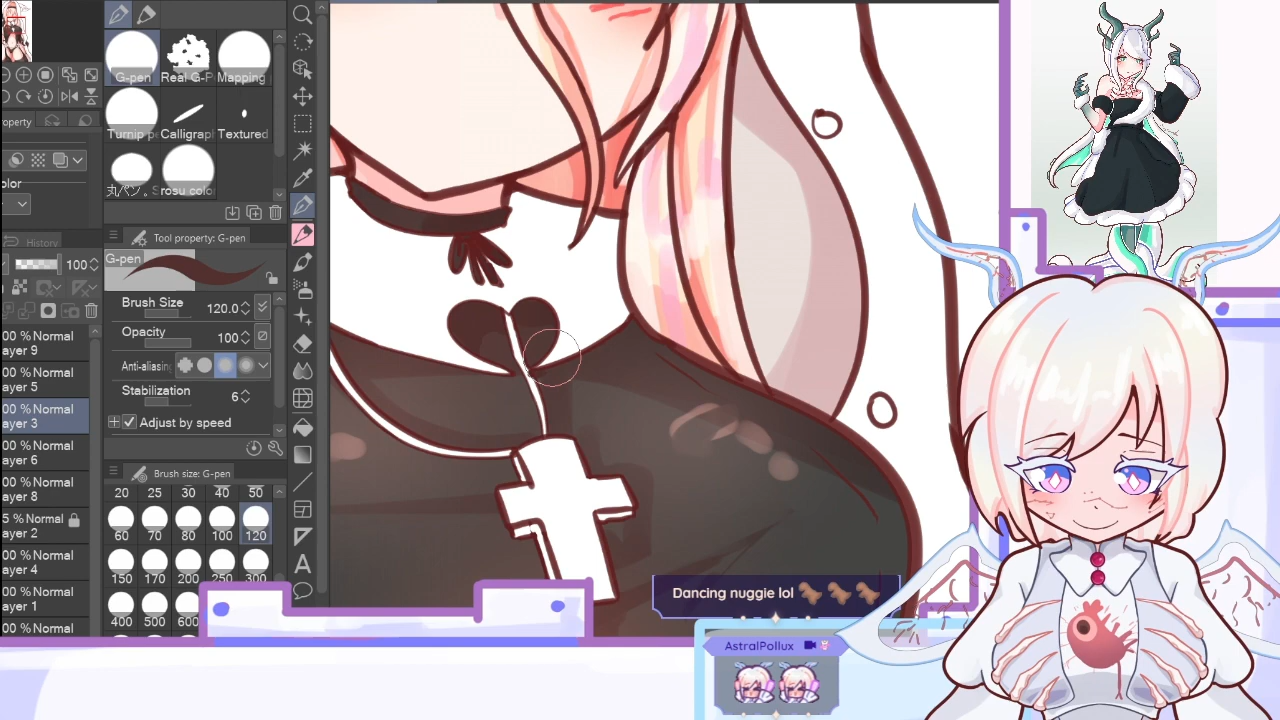 G-pen
Real G-P
Mapping
Turnip p
Calligrap
Textured
丸ペン。S
rosu colo
roperty
olor
History
100
00 % Normal
ayer 9
00 % Normal
ayer 5
00 % Normal
ayer 3
00 % Normal
ayer 6
00 % Normal
ayer 8
5 % Normal
ayer 2
00 % Normal
ayer 4
00 % Normal
ayer 1
00 % Normal
Tool property: G-pen
G-pen
Brush Size
120.0
Opacity
100
Anti-aliasing
Stabilization
6
Adjust by speed
Brush size: G-pen
20 25 30 40 50
60 70 80 100 120
150 170 200 250 300
400 500 600
A
Dancing nuggie lol
AstralPollux